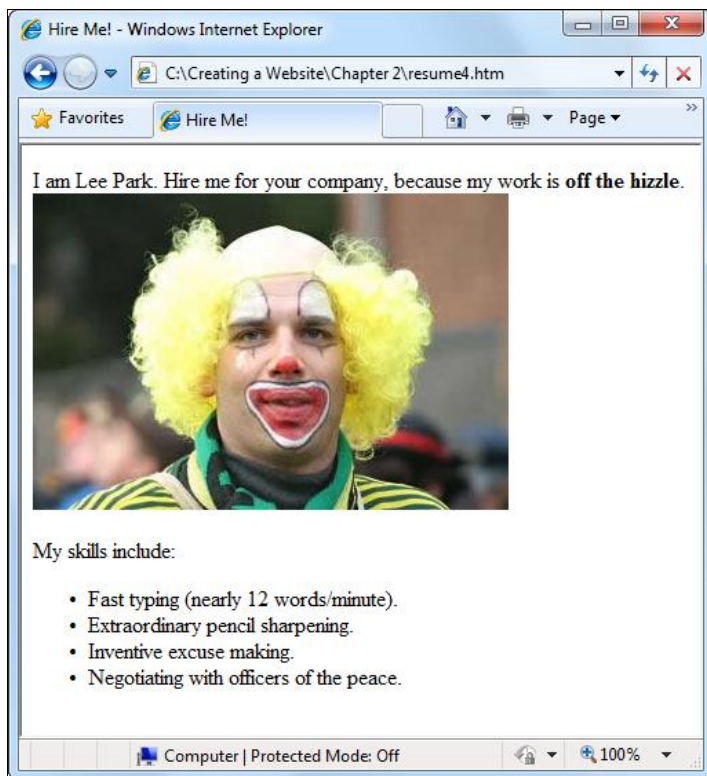 Hire Me! - Windows Internet Explorer
C:\Creating a Website\Chapter 2\resume4.htm
Favorites Hire Me! Page
I am Lee Park. Hire me for your company, because my work is off the hizzle.
My skills include:
• Fast typing (nearly 12 words/minute).
• Extraordinary pencil sharpening.
• Inventive excuse making.
• Negotiating with officers of the peace.
Computer | Protected Mode: Off 100%